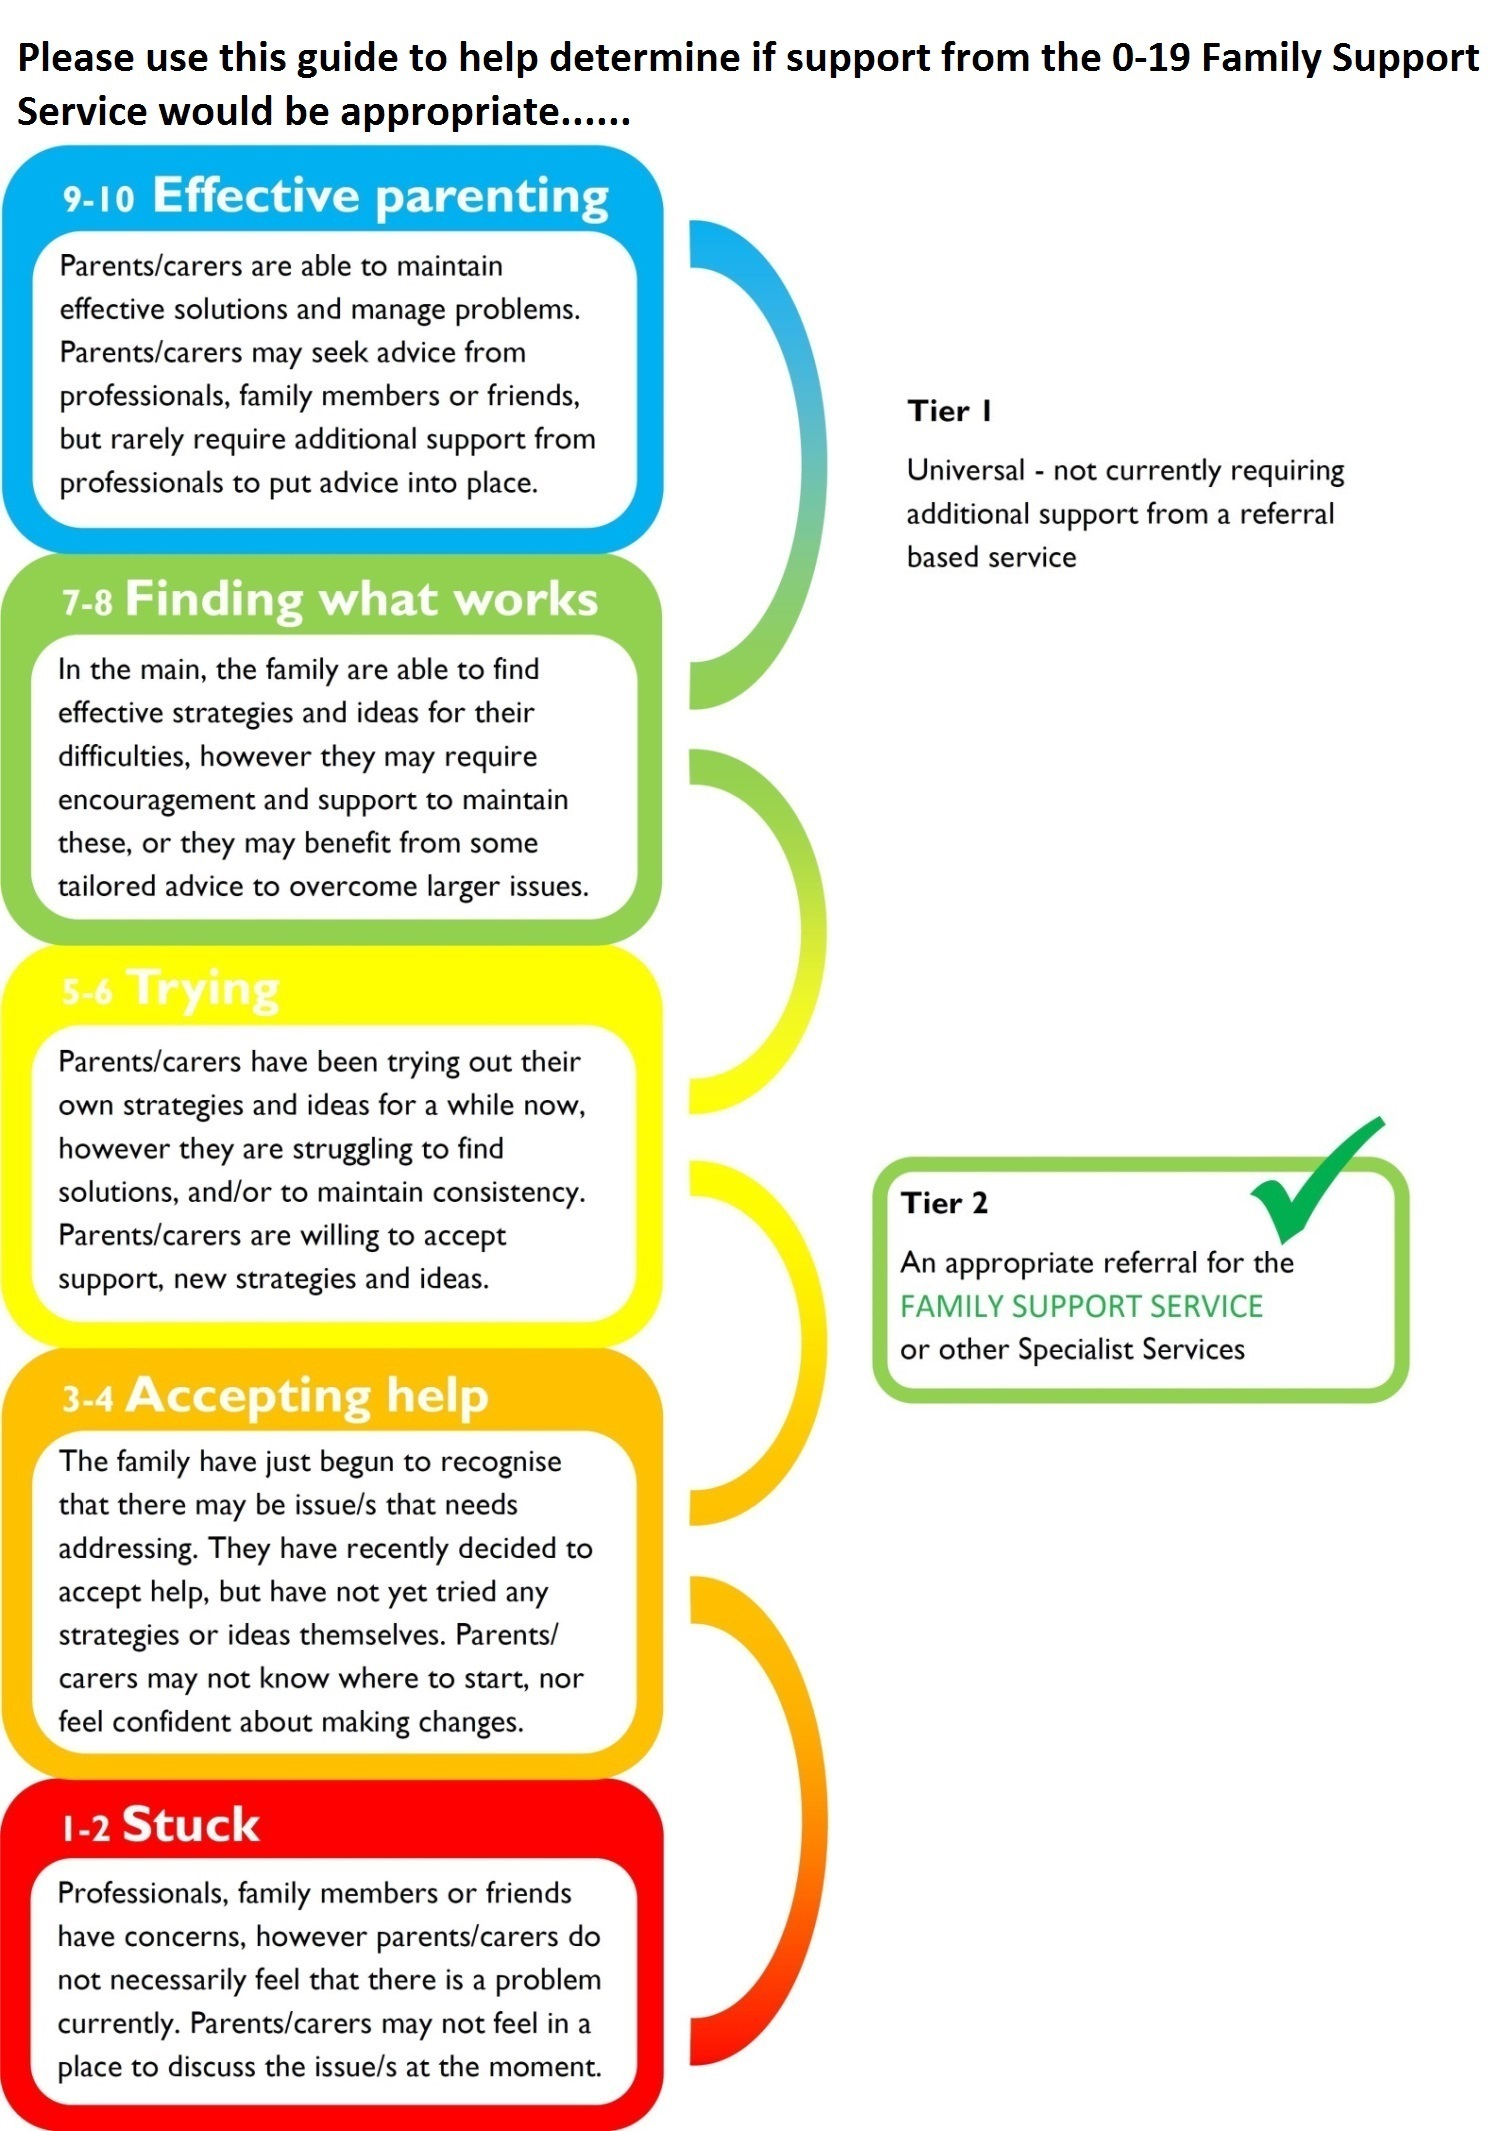 Please use this guide to help determine if support from the 0-19 Family Support
Service would be appropriate......
9-10 Effective parenting
Parents/carers are able to maintain
effective solutions and manage problems.
Parents/carers may seek advice from
professionals, family members or friends,
but rarely require additional support from
professionals to put advice into place.
Tier 1
Universal - not currently requiring
additional support from a referral
based service
7-8 Finding what works
In the main, the family are able to find
effective strategies and ideas for their
difficulties, however they may require
encouragement and support to maintain
these, or they may benefit from some
tailored advice to overcome larger issues.
5-6 Trying
Parents/carers have been trying out their
own strategies and ideas for a while now,
however they are struggling to find
solutions, and/or to maintain consistency.
Parents/carers are willing to accept
support, new strategies and ideas.
Tier 2
An appropriate referral for the
FAMILY SUPPORT SERVICE
or other Specialist Services
3-4 Accepting help
The family have just begun to recognise
that there may be issue/s that needs
addressing. They have recently decided to
accept help, but have not yet tried any
strategies or ideas themselves. Parents/
carers may not know where to start, nor
feel confident about making changes.
1-2 Stuck
Professionals, family members or friends
have concerns, however parents/carers do
not necessarily feel that there is a problem
currently. Parents/carers may not feel in a
place to discuss the issue/s at the moment.